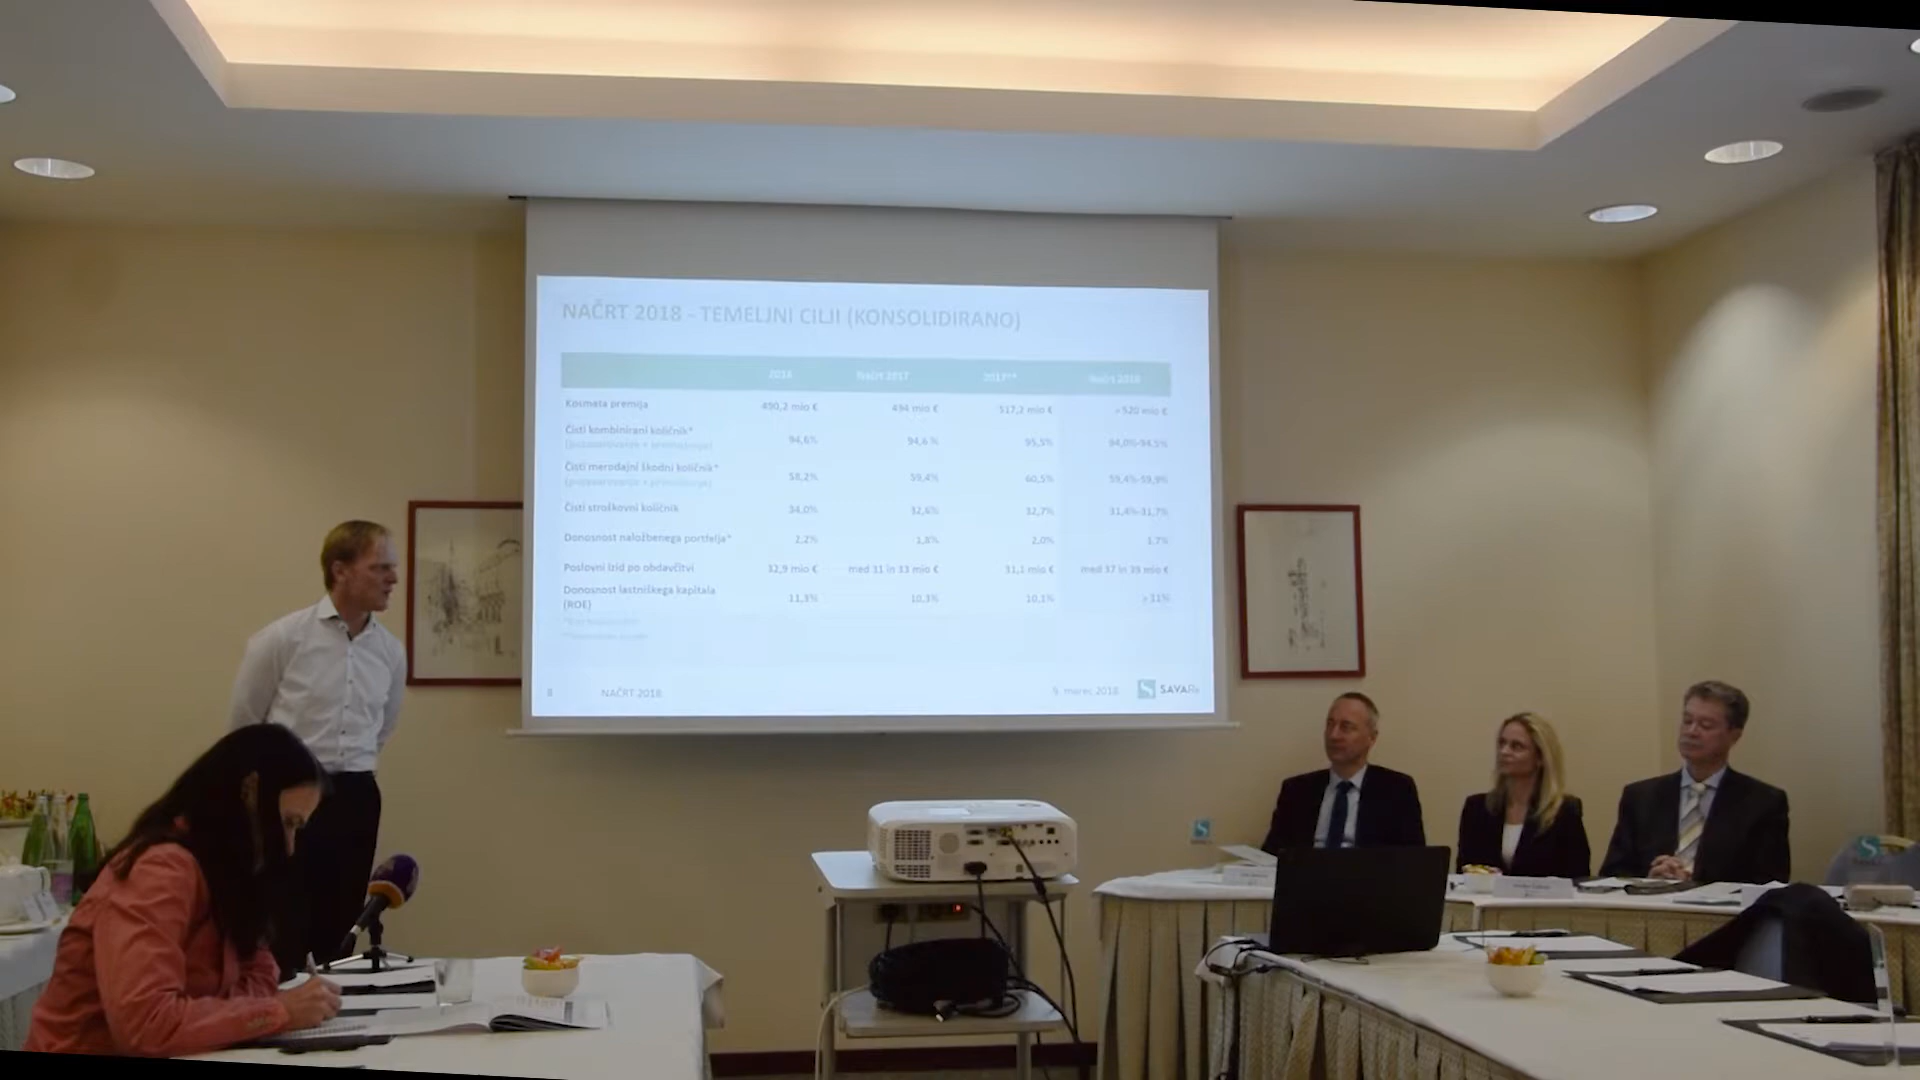 NAČRT 2018 - TEMELJNI CILJI (KONSOLIDIRANO)
2016 Načrt 2017 2017** Načrt 2018
Kosmata premija 490,2 mio € 494 mio € 517,2 mio € >520 mio €
Čisti kombinirani količnik* 94,6% 94,6 % 95,5% 94,0%-94,5%
(pozavarovanje + premoženje)
Čisti merodajni škodni količnik* 58,2% 59,4% 60,5% 59,4%-59,9%
(pozavarovanje + premoženje)
Čisti stroškovni količnik 34,0% 32,6% 32,7% 31,4%-31,7%
Donosnost naložbenega portfelja* 2,2% 1,8% 2,0% 1,7%
Poslovni izid po obdavčitvi 32,9 mio € med 31 in 33 mio € 31,1 mio € med 37 in 39 mio €
Donosnost lastniškega kapitala 11,3% 10,3% 10,1% ≥ 11%
(ROE)
8 NAČRT 2018 5. marec 2018 SAVA Re